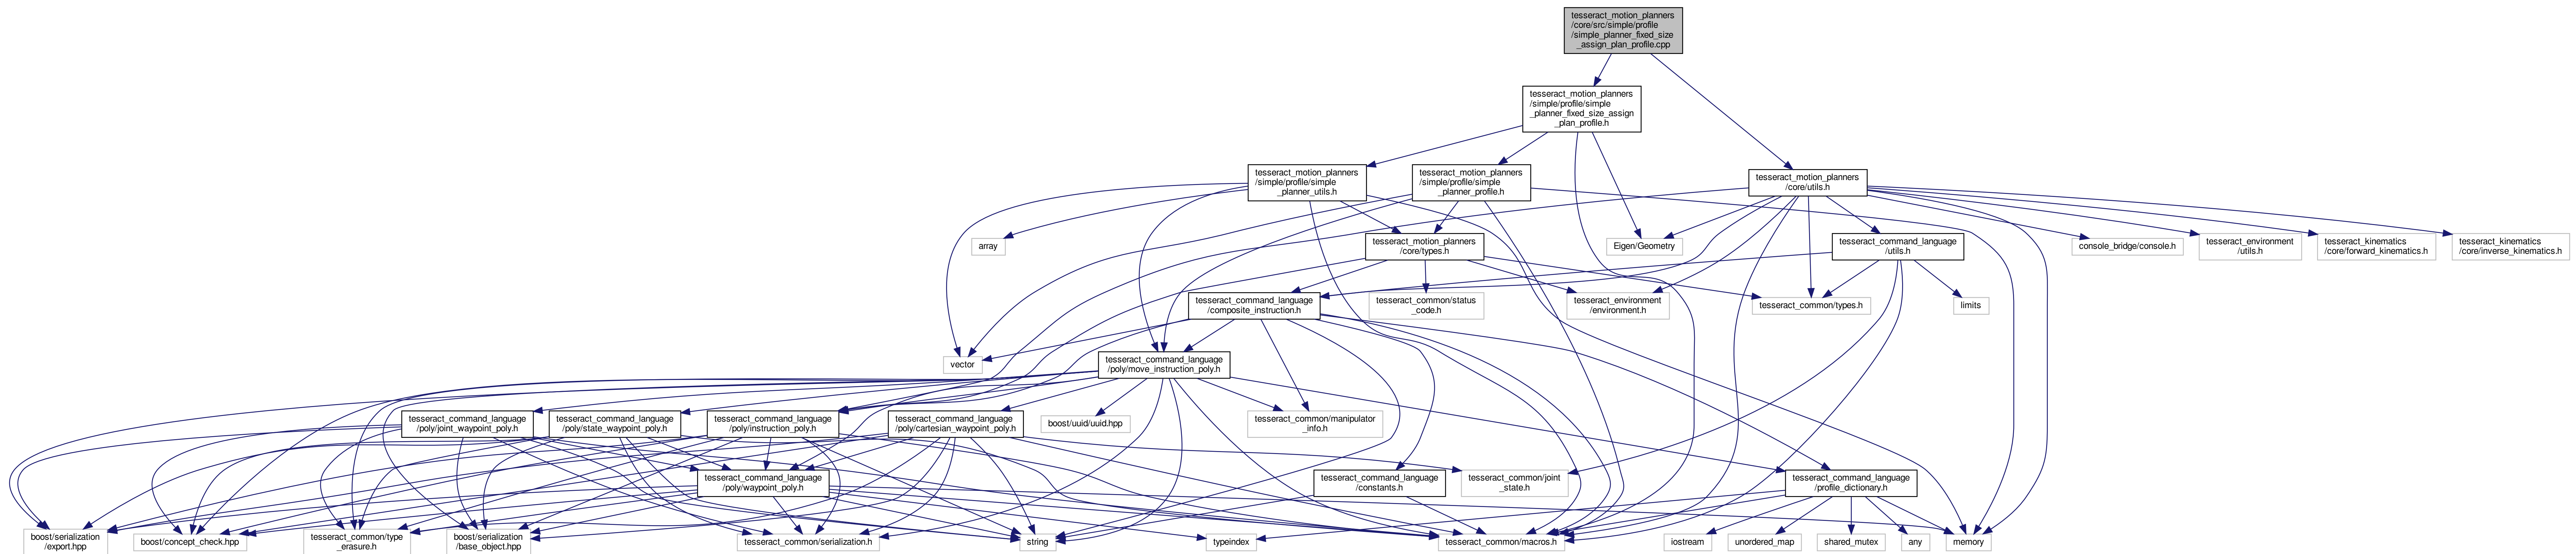 tesseract_motion_planners
/core/src/simple/profile
/simple_planner_fixed_size
_assign_plan_profile.cpp
tesseract_motion_planners
/simple/profile/simple
_planner_fixed_size_assign
_plan_profile.h
tesseract_motion_planners
/simple/profile/simple
_planner_utils.h
tesseract_motion_planners
/simple/profile/simple
_planner_profile.h
tesseract_motion_planners
/core/utils.h
array
tesseract_motion_planners
/core/types.h
Eigen/Geometry
tesseract_command_language
/utils.h
console_bridge/console.h
tesseract_environment
/utils.h
tesseract_kinematics
/core/forward_kinematics.h
tesseract_kinematics
/core/inverse_kinematics.h
tesseract_command_language
/composite_instruction.h
tesseract_common/status
_code.h
tesseract_environment
/environment.h
tesseract_common/types.h
limits
vector
tesseract_command_language
/poly/move_instruction_poly.h
tesseract_command_language
/poly/joint_waypoint_poly.h
tesseract_command_language
/poly/state_waypoint_poly.h
tesseract_command_language
/poly/instruction_poly.h
tesseract_command_language
/poly/cartesian_waypoint_poly.h
boost/uuid/uuid.hpp
tesseract_common/manipulator
_info.h
tesseract_command_language
/poly/waypoint_poly.h
tesseract_command_language
/constants.h
tesseract_common/joint
_state.h
tesseract_command_language
/profile_dictionary.h
boost/serialization
/export.hpp
boost/concept_check.hpp
tesseract_common/type
_erasure.h
boost/serialization
/base_object.hpp
tesseract_common/serialization.h
string
typeindex
tesseract_common/macros.h
iostream
unordered_map
shared_mutex
any
memory